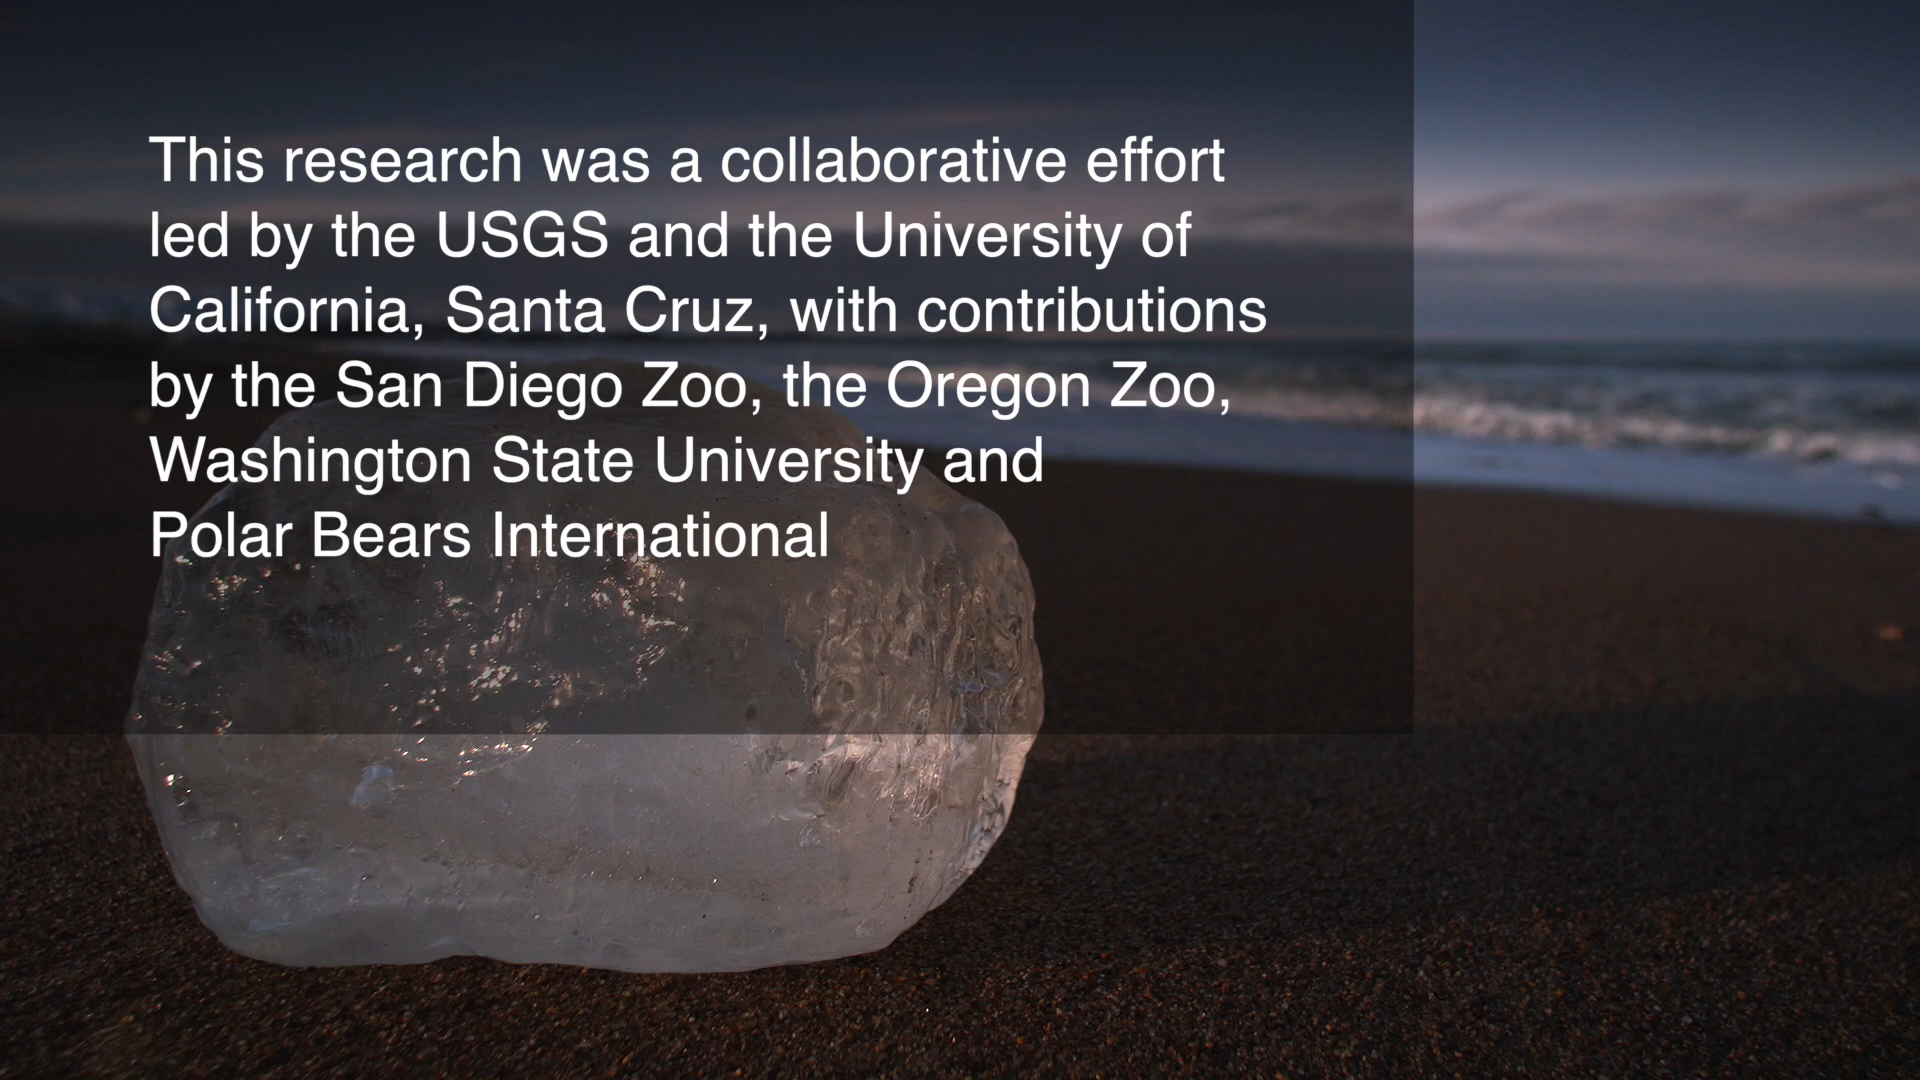 This research was a collaborative effort
led by the USGS and the University of
California, Santa Cruz, with contributions
by the San Diego Zoo, the Oregon Zoo,
Washington State University and
Polar Bears International